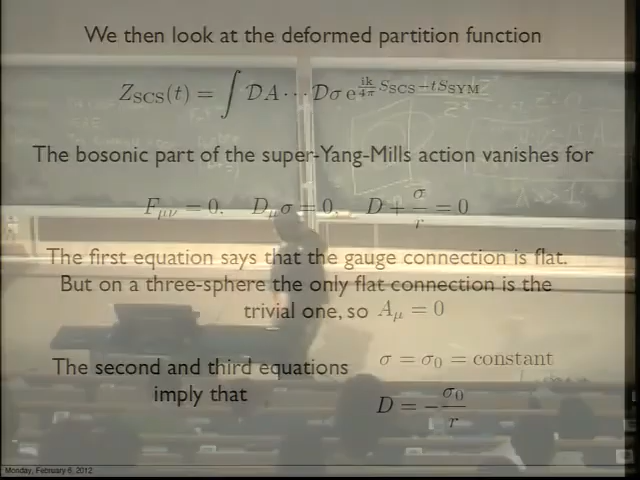 We then look at the deformed partition function
Z_SCS(t) = ∫ 𝒟A ⋯ 𝒟σ e^{ik/4π S_SCS − t S_SYM}
The bosonic part of the super-Yang-Mills action vanishes for
F_μν = 0, D_μ σ = 0, D + σ/r = 0
The first equation says that the gauge connection is flat.
But on a three-sphere the only flat connection is the
trivial one, so A_μ = 0
The second and third equations
imply that
σ = σ_0 = constant
D = − σ_0/r
Monday, February 6, 2012